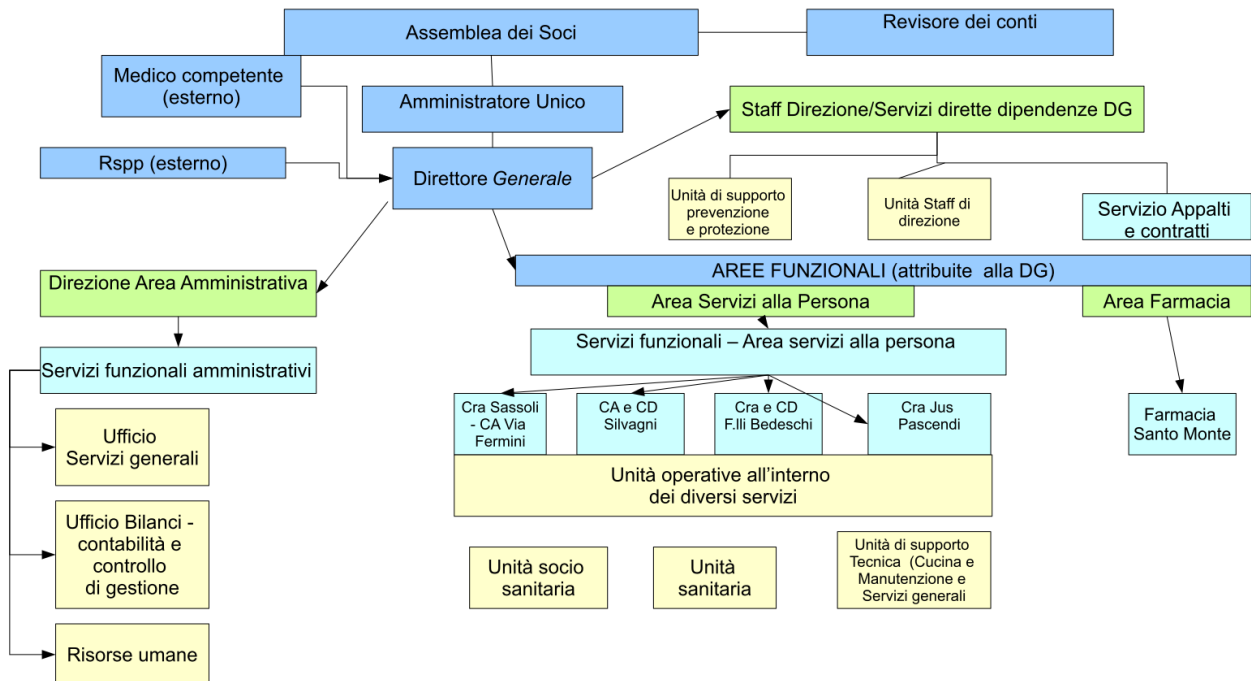 Assemblea dei Soci
Revisore dei conti
Medico competente
(esterno)
Amministratore Unico
Staff Direzione/Servizi dirette dipendenze DG
Rspp (esterno)
Direttore Generale
Unità di supporto
prevenzione
e protezione
Unità Staff di
direzione
Servizio Appalti
e contratti
AREE FUNZIONALI (attribuite alla DG)
Direzione Area Amministrativa
Area Servizi alla Persona
Area Farmacia
Servizi funzionali – Area servizi alla persona
Servizi funzionali amministrativi
Cra Sassoli
- CA Via
Fermini
CA e CD
Silvagni
Cra e CD
F.lli Bedeschi
Cra Jus
Pascendi
Farmacia
Santo Monte
Ufficio
Servizi generali
Unità operative all’interno
dei diversi servizi
Ufficio Bilanci -
contabilità e
controllo
di gestione
Unità socio
sanitaria
Unità
sanitaria
Unità di supporto
Tecnica (Cucina e
Manutenzione e
Servizi generali
Risorse umane